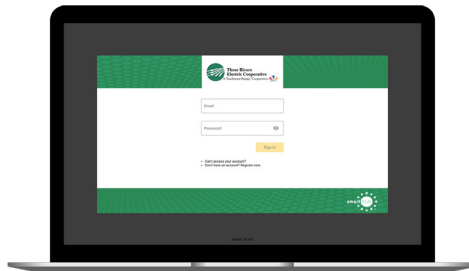 Three Rivers
Electric Cooperative
A Touchstone Energy® Cooperative
Email
Password
Sign In
Can't access your account?
Don't have an account? Register now.
smart